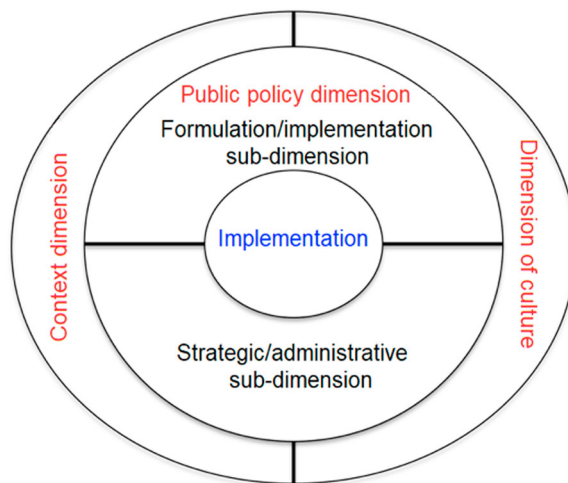 Public policy dimension
Formulation/implementation
sub-dimension
Context dimension
Implementation
Dimension of culture
Strategic/administrative
sub-dimension